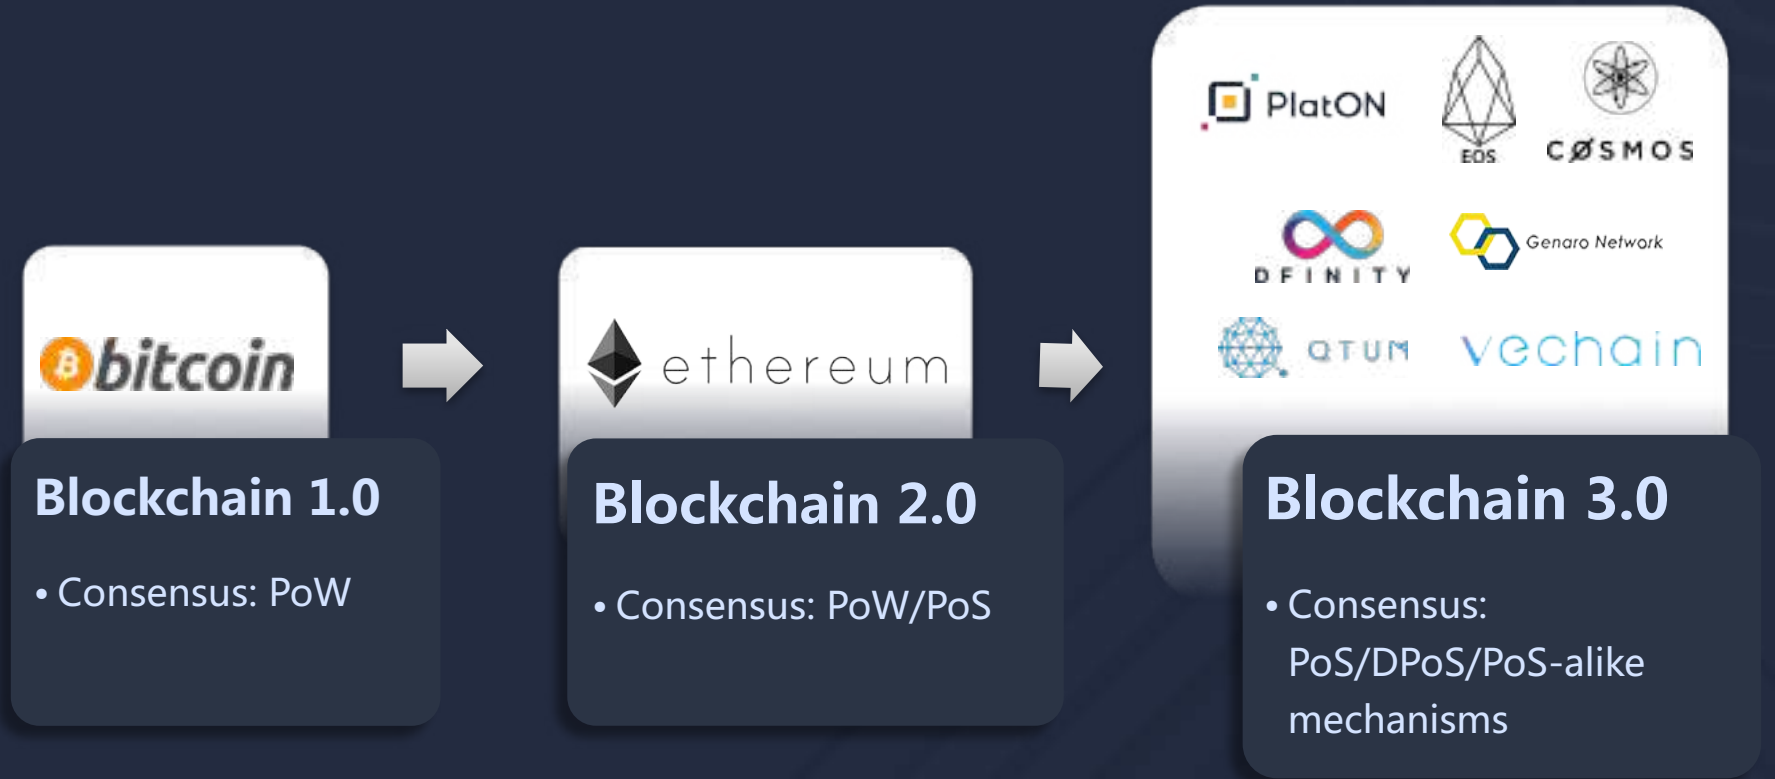 bitcoin
Blockchain 1.0
• Consensus: PoW
ethereum
Blockchain 2.0
• Consensus: PoW/PoS
PlatON
EOS
CØSMOS
DFINITY
Genaro Network
QTUM
vechain
Blockchain 3.0
• Consensus:
PoS/DPoS/PoS-alike
mechanisms